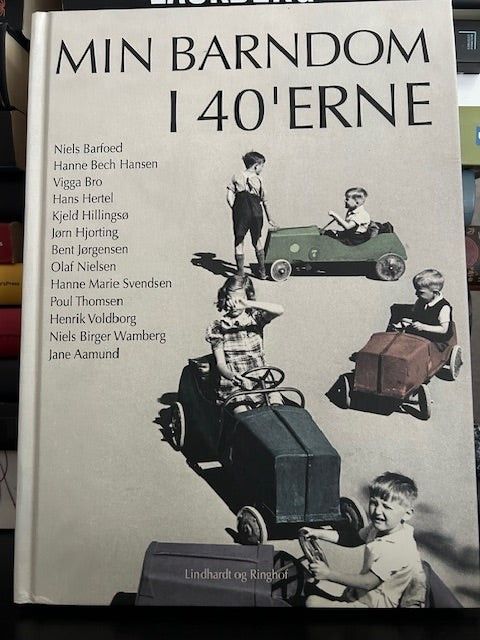 MIN BARNDOM
I 40'ERNE
Niels Barfoed
Hanne Bech Hansen
Vigga Bro
Hans Hertel
Kjeld Hillingsø
Jørn Hjorting
Bent Jørgensen
Olaf Nielsen
Hanne Marie Svendsen
Poul Thomsen
Henrik Voldborg
Niels Birger Wamberg
Jane Aamund
Lindhardt og Ringhof